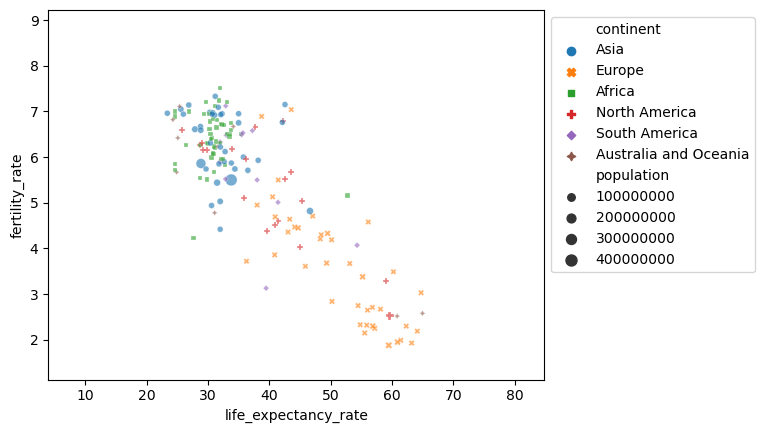 9
8
7
6
5
4
3
2
fertility_rate
10 20 30 40 50 60 70 80
life_expectancy_rate
continent
Asia
Europe
Africa
North America
South America
Australia and Oceania
population
100000000
200000000
300000000
400000000